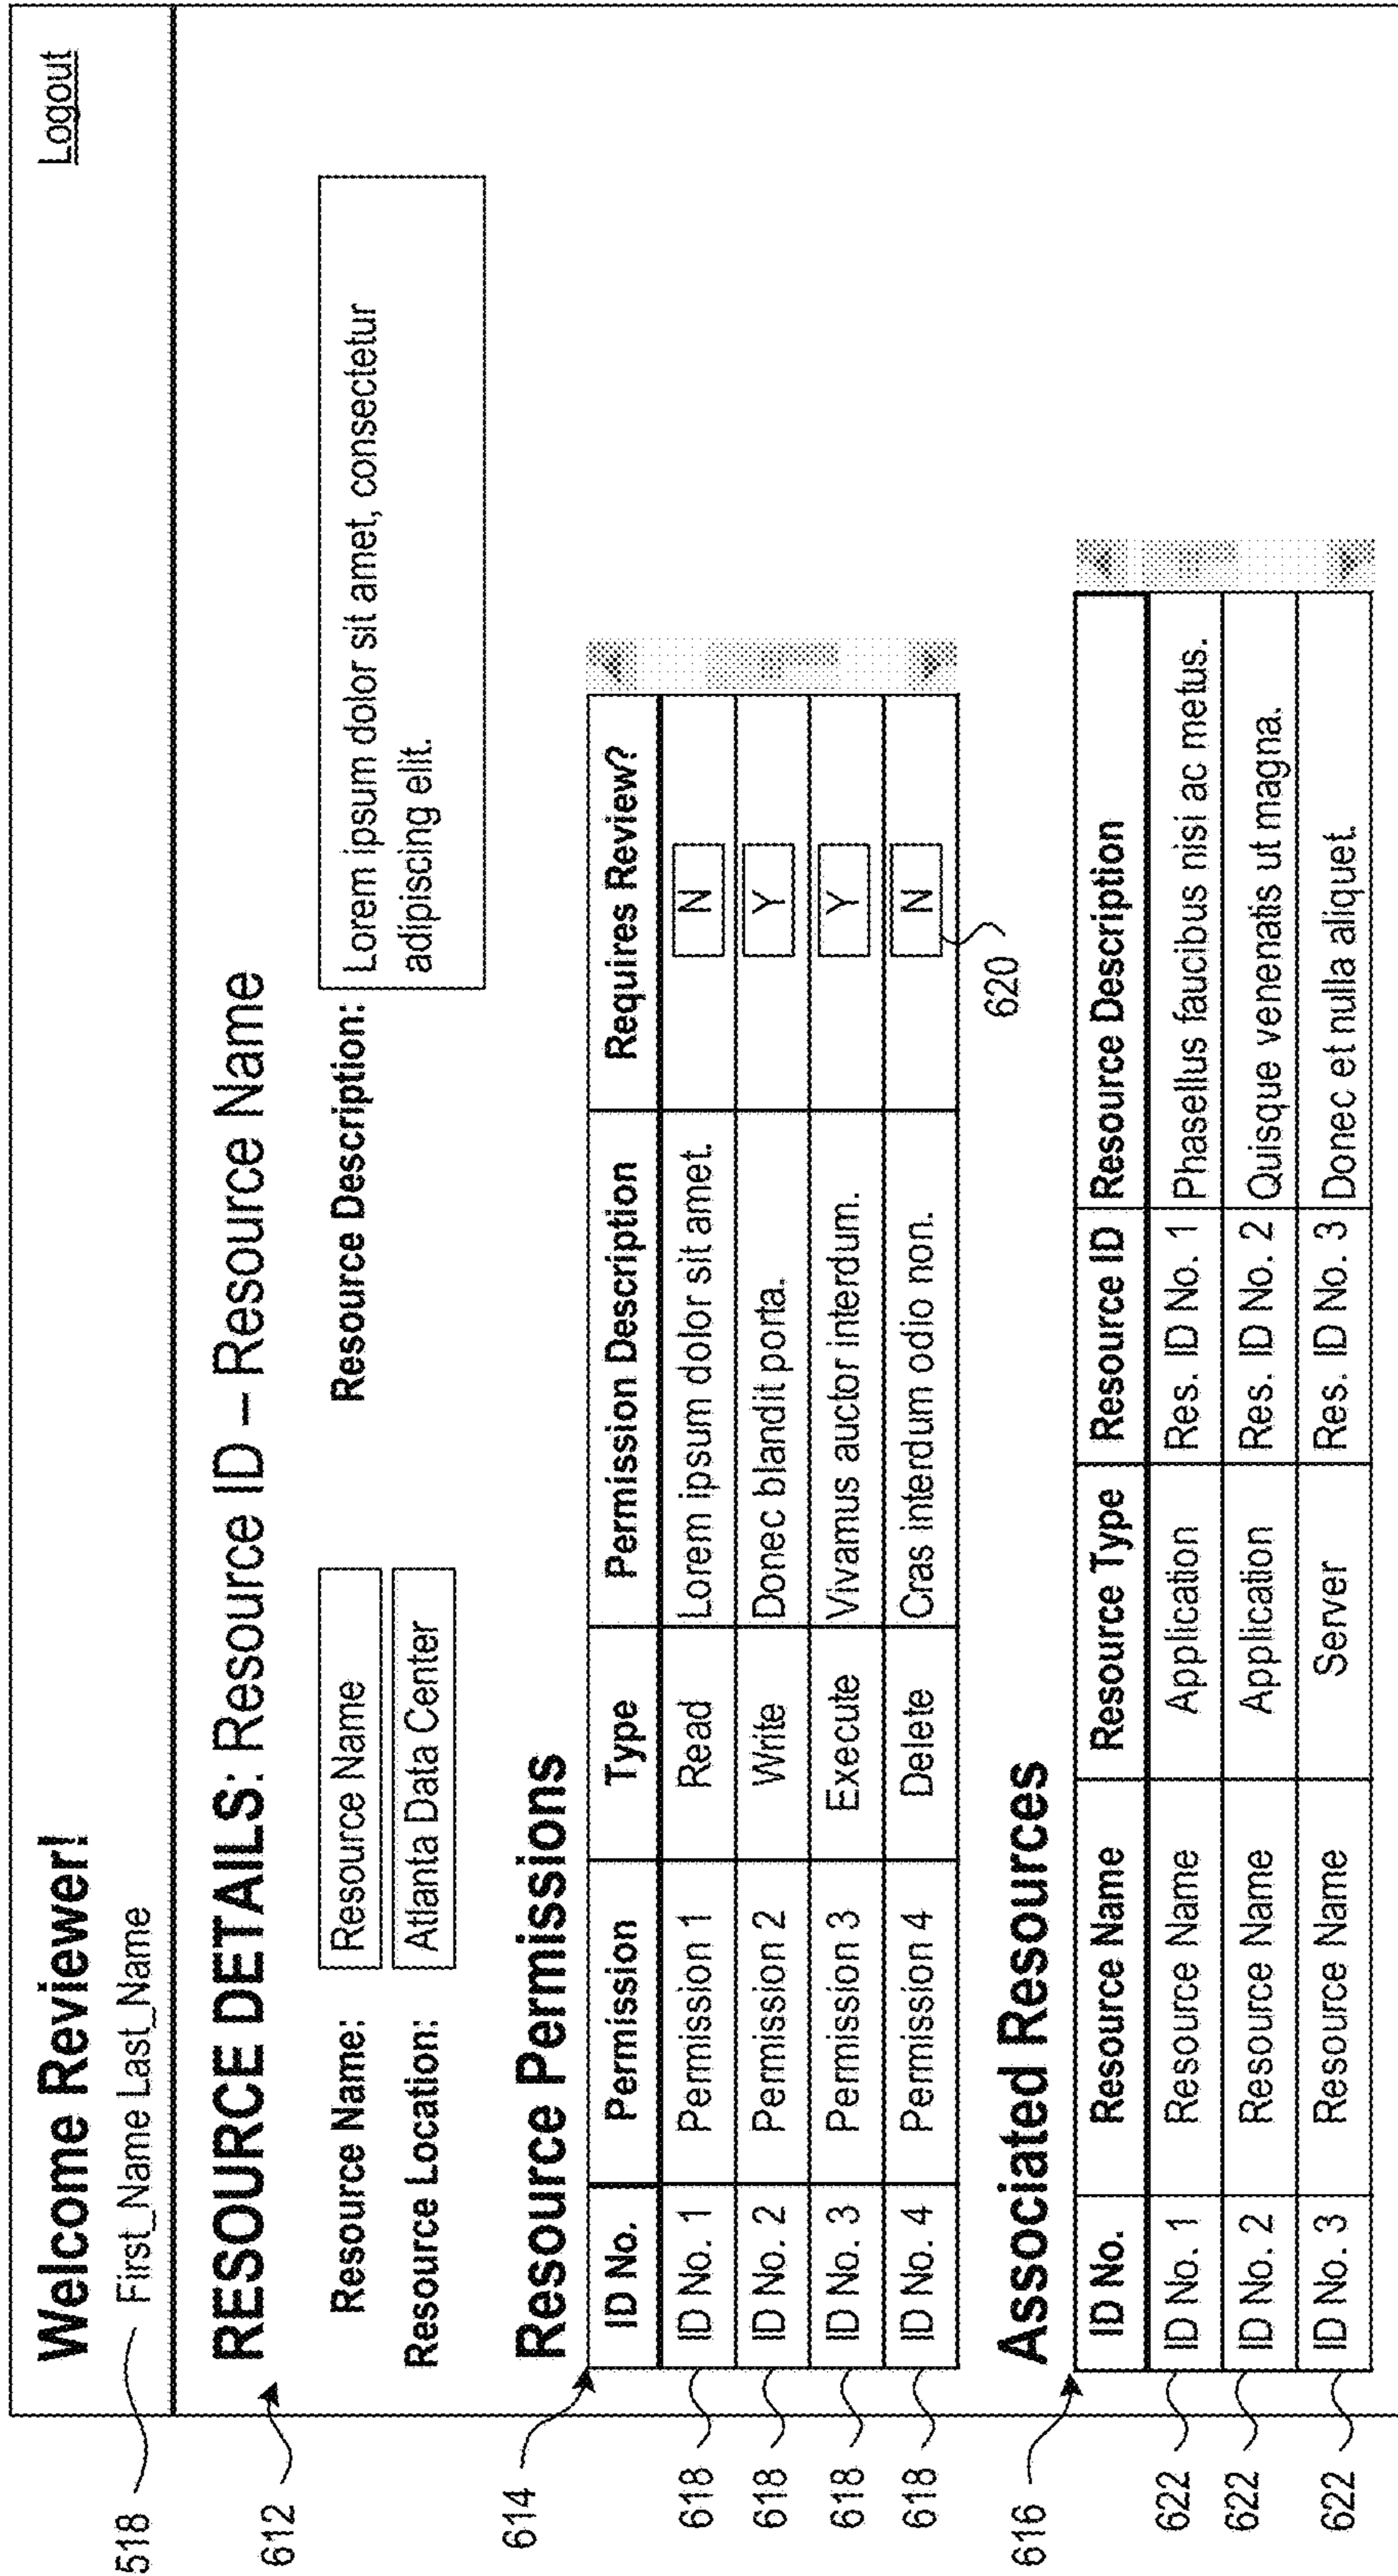 Welcome Reviewer! Logout
518 First_Name Last_Name
612 RESOURCE DETAILS: Resource ID – Resource Name
Resource Name: Resource Name Resource Description: Lorem ipsum dolor sit amet, consectetur
adipiscing elit.
Resource Location: Atlanta Data Center
614 Resource Permissions
ID No. Permission Type Permission Description Requires Review?
618 ID No. 1 Permission 1 Read Lorem ipsum dolor sit amet. N
618 ID No. 2 Permission 2 Write Donec blandit porta. Y
618 ID No. 3 Permission 3 Execute Vivamus auctor interdum. Y
618 ID No. 4 Permission 4 Delete Cras interdum odio non. N
620
616 Associated Resources
ID No. Resource Name Resource Type Resource ID Resource Description
622 ID No. 1 Resource Name Application Res. ID No. 1 Phasellus faucibus nisi ac metus.
622 ID No. 2 Resource Name Application Res. ID No. 2 Quisque venenatis ut magna.
622 ID No. 3 Resource Name Server Res. ID No. 3 Donec et nulla aliquet.